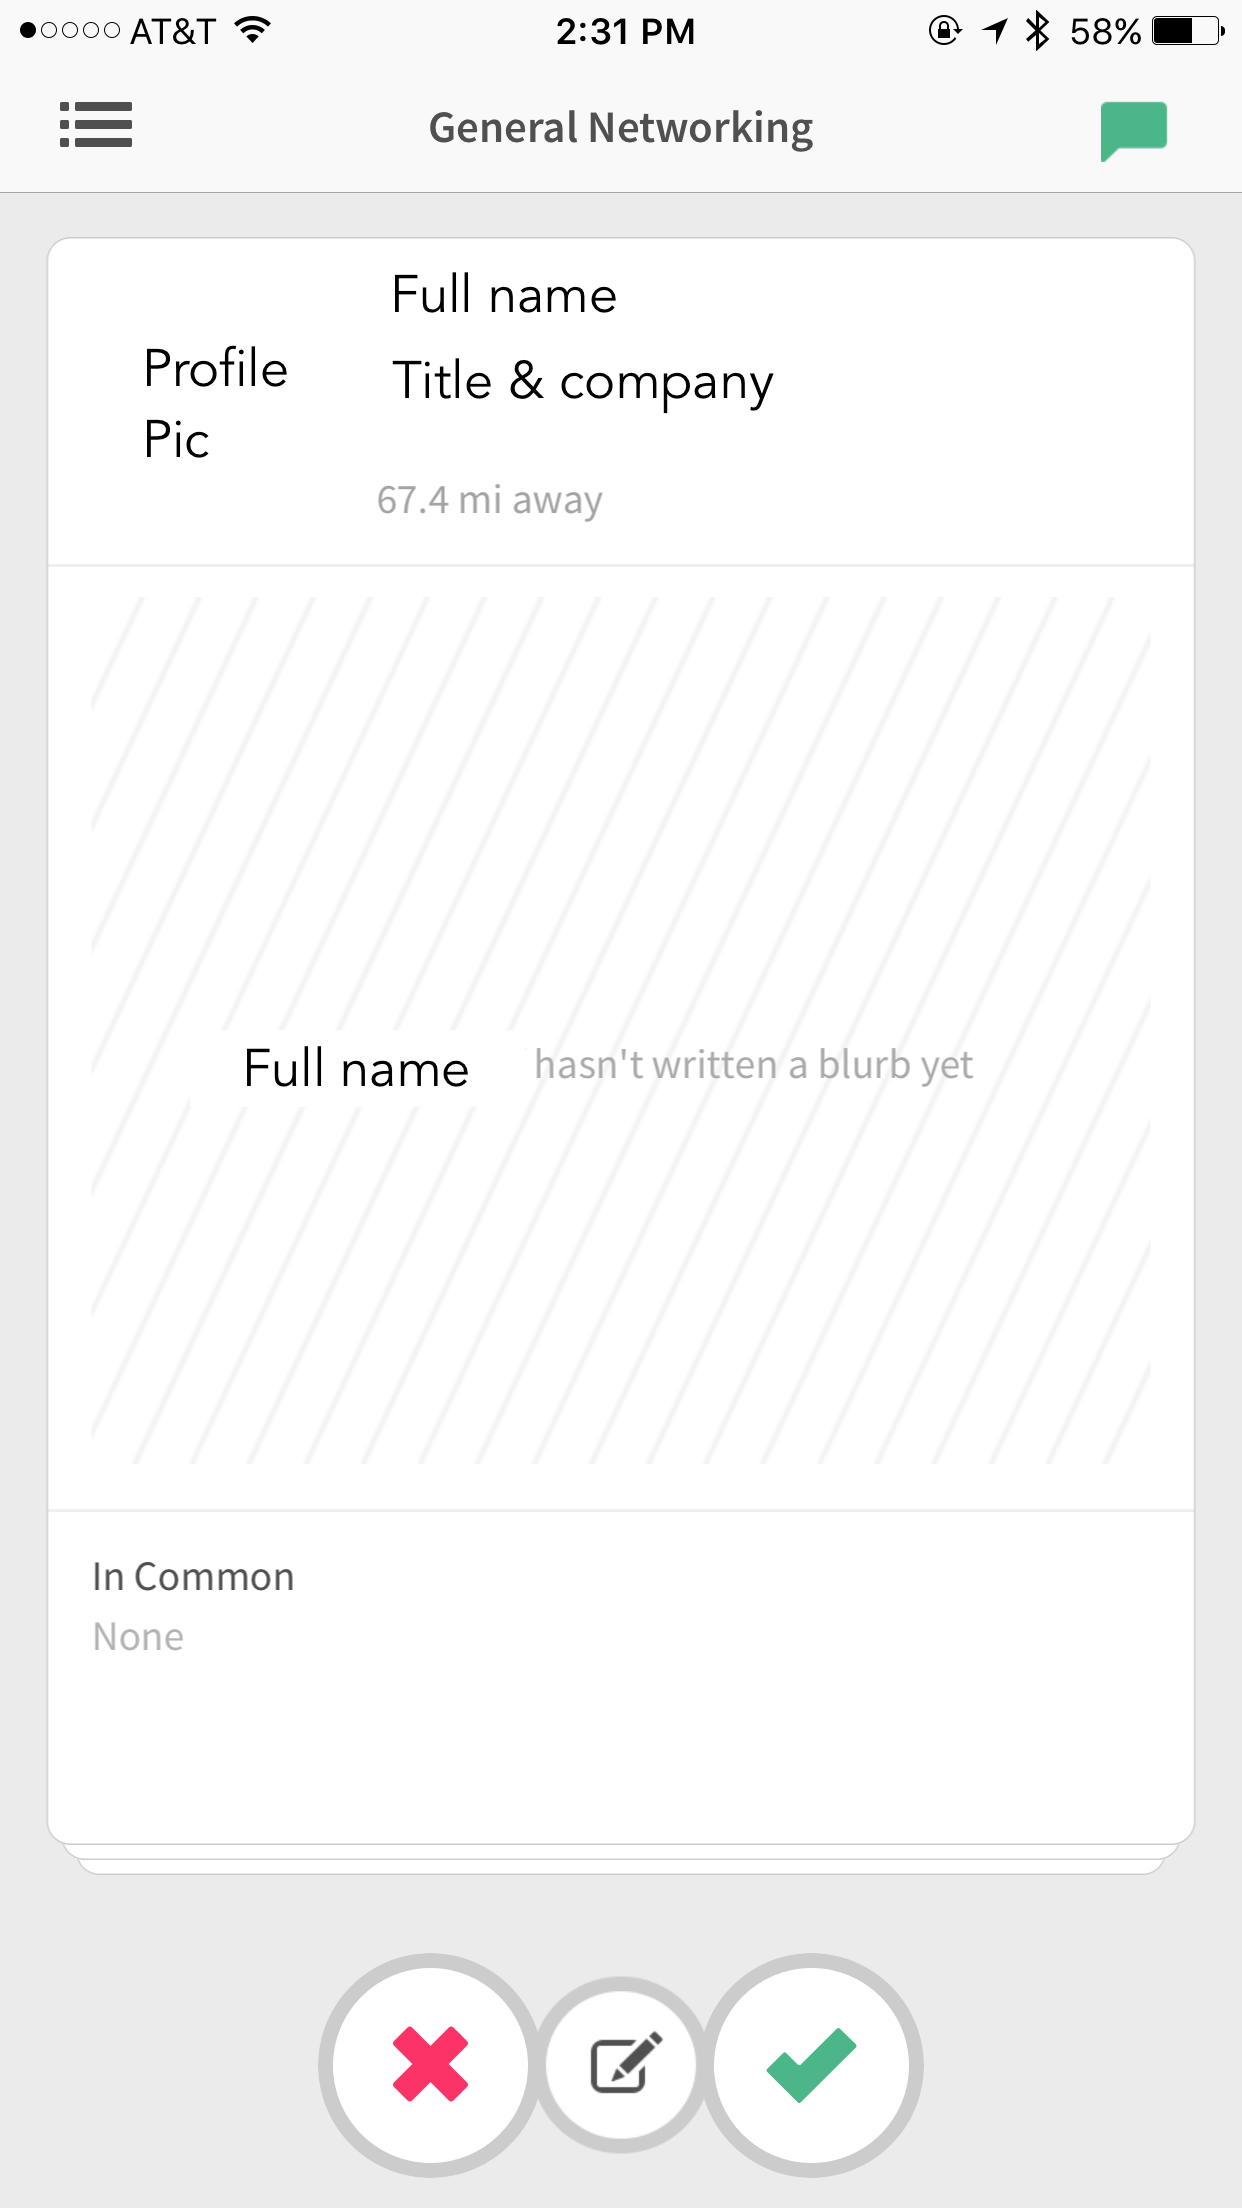 AT&T 2:31 PM 58%
General Networking
Full name
Profile
Pic
Title & company
67.4 mi away
Full name hasn't written a blurb yet
In Common
None